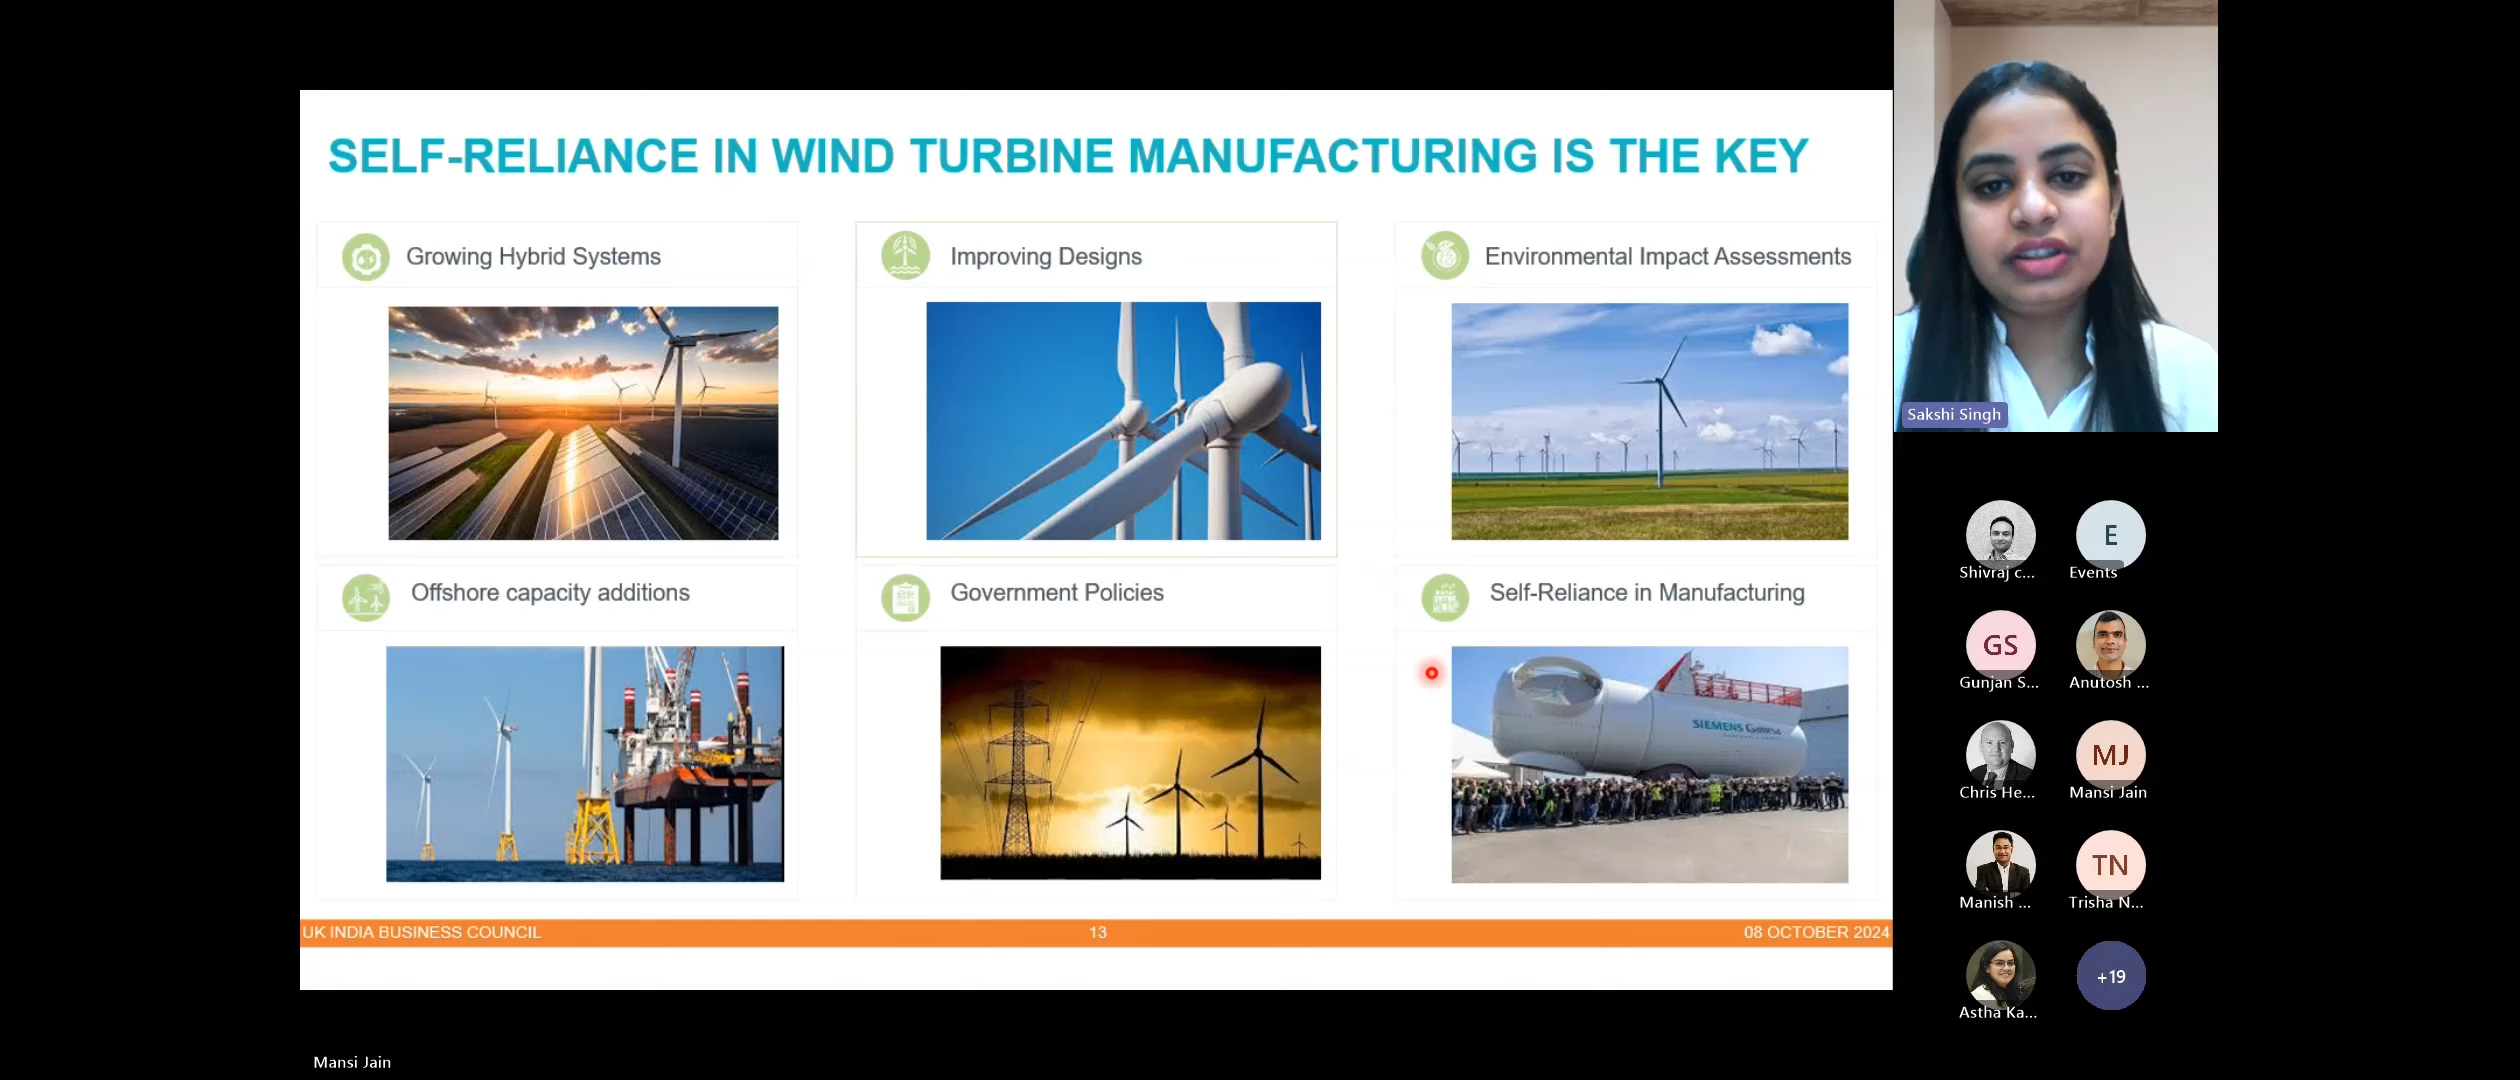 SELF-RELIANCE IN WIND TURBINE MANUFACTURING IS THE KEY
Growing Hybrid Systems
Improving Designs
Environmental Impact Assessments
Offshore capacity additions
Government Policies
Self-Reliance in Manufacturing
SIEMENS Gamesa
UK INDIA BUSINESS COUNCIL
13
08 OCTOBER 2024
Mansi Jain
Sakshi Singh
Shivraj c...
E
Events
GS
Gunjan S...
Anutosh ...
Chris He...
MJ
Mansi Jain
Manish ...
TN
Trisha N...
Astha Ka...
+19